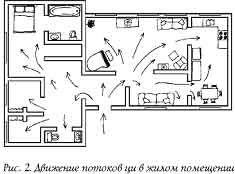 Рис. 2. Движение потоков ци в жилом помещении